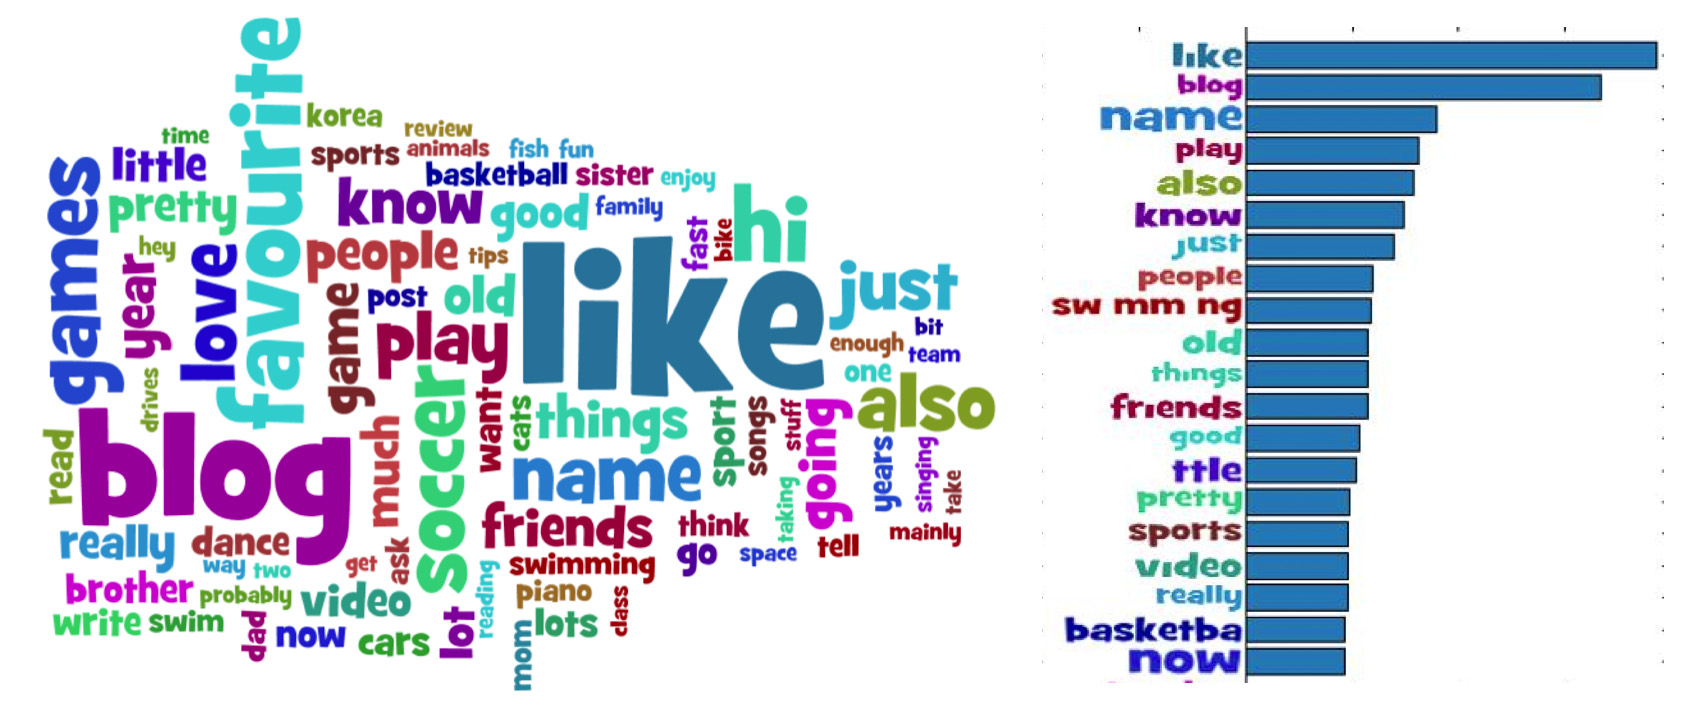 favourite
korea
time
review
little
sports
animals
fish
fun
games
basketball
sister
enjoy
pretty
know
good
family
hi
fast
bike
hey
people
tips
love
year
like
just
post
old
game
play
bit
enough
team
one
drives
soccer
want
cats
things
sport
songs
stuff
going
also
blog
much
read
name
years
singing
take
taking
friends
think
mainly
really
dance
go
space
tell
way
two
get
ask
swimming
brother
probably
video
reading
piano
class
write
swim
dad
now
cars
lot
mom
lots
like
blog
name
play
also
know
just
people
sw mm ng
old
things
friends
good
ttle
pretty
sports
video
really
basketba
now